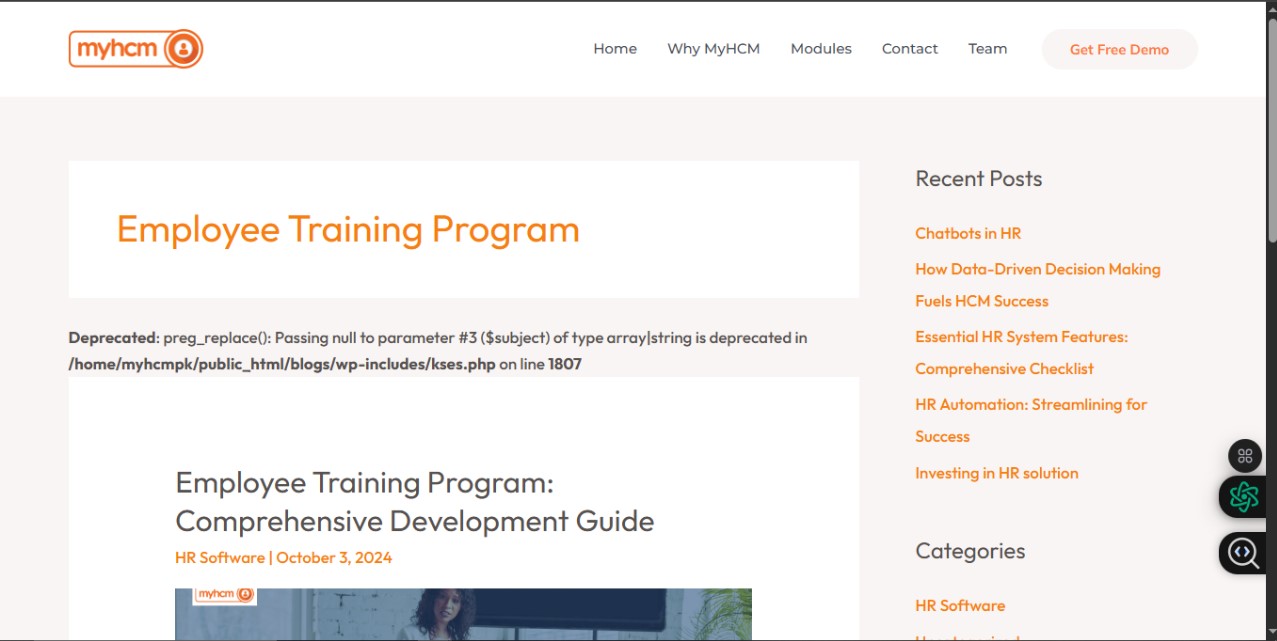 myhcm
Home
Why MyHCM
Modules
Contact
Team
Get Free Demo
Employee Training Program
Deprecated: preg_replace(): Passing null to parameter #3 ($subject) of type array|string is deprecated in
/home/myhcmpk/public_html/blogs/wp-includes/kses.php on line 1807
Employee Training Program:
Comprehensive Development Guide
HR Software | October 3, 2024
myhcm
Recent Posts
Chatbots in HR
How Data-Driven Decision Making
Fuels HCM Success
Essential HR System Features:
Comprehensive Checklist
HR Automation: Streamlining for
Success
Investing in HR solution
Categories
HR Software